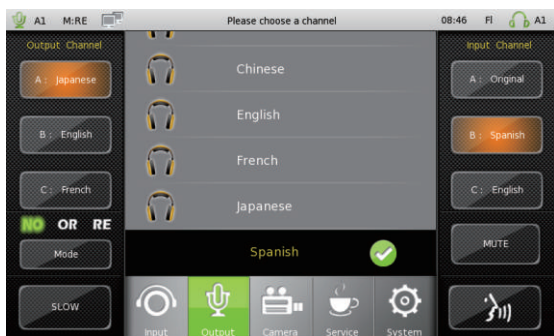 A1 M:RE Please choose a channel 08:46 FI A1
Output Channel
A : Japanese
B : English
C : French
NO OR RE
Mode
SLOW
Chinese
English
French
Japanese
Spanish
Input
Output
Camera
Service
System
Input Channel
A : Original
B : Spanish
C : English
MUTE